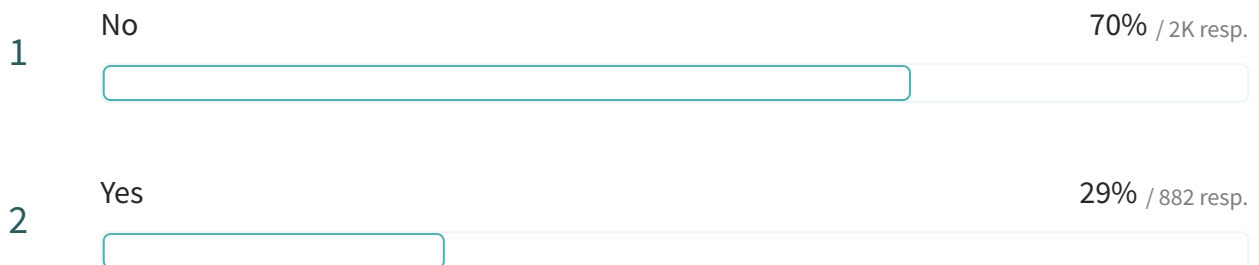 1 No 70% / 2K resp.
2 Yes 29% / 882 resp.